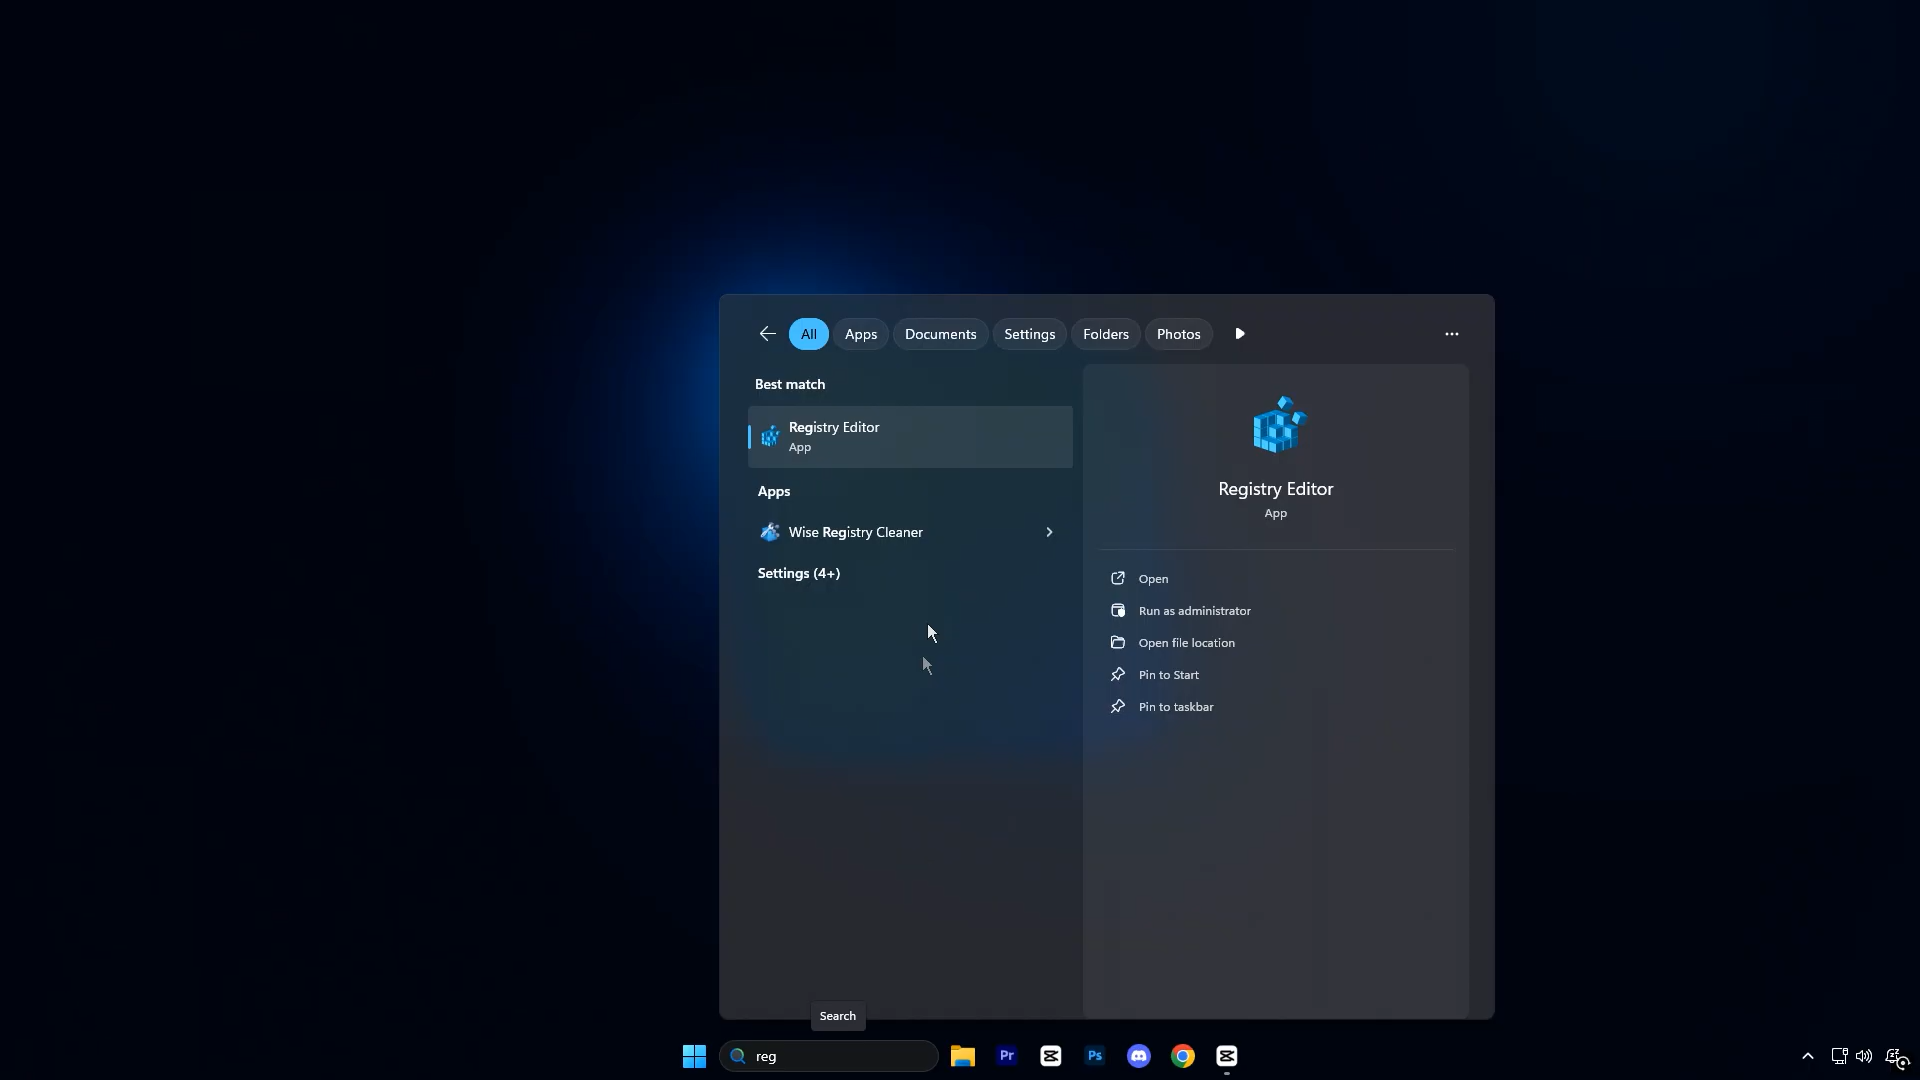 All
Apps
Documents
Settings
Folders
Photos
Best match
Registry Editor
App
Apps
Wise Registry Cleaner
Settings (4+)
Registry Editor
App
Open
Run as administrator
Open file location
Pin to Start
Pin to taskbar
Search
reg
Pr
Ps